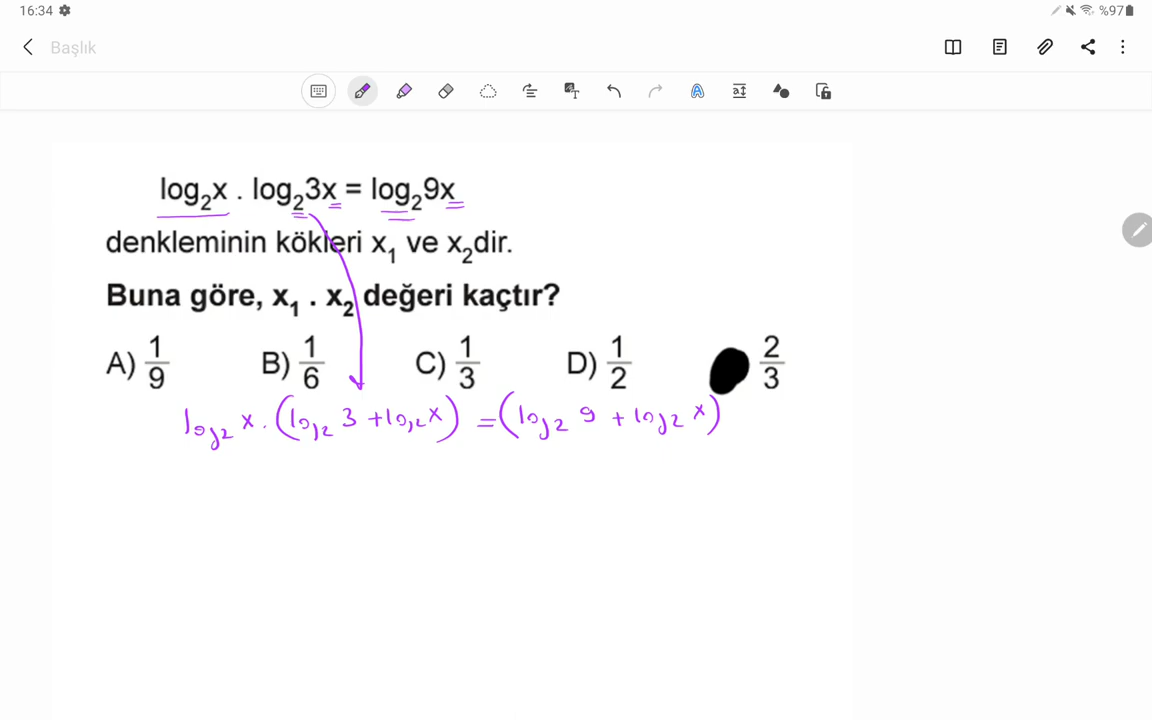 16:34 %97
Başlık
log₂x . log₂3x = log₂9x
denkleminin kökleri x₁ ve x₂dir.
Buna göre, x₁ . x₂ değeri kaçtır?
A) 1/9 B) 1/6 C) 1/3 D) 1/2 2/3
log₂ x . (log₂ 3 + log₂ x) = (log₂ 9 + log₂ x)